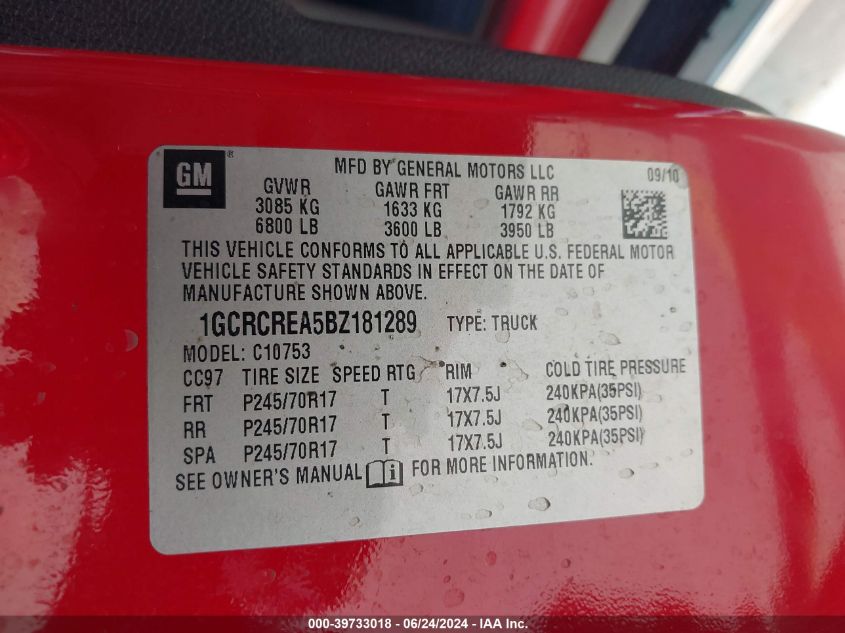 GM® MFD BY GENERAL MOTORS LLC 09/10
GVWR GAWR FRT GAWR RR
3085 KG 1633 KG 1792 KG
6800 LB 3600 LB 3950 LB
THIS VEHICLE CONFORMS TO ALL APPLICABLE U.S. FEDERAL MOTOR
VEHICLE SAFETY STANDARDS IN EFFECT ON THE DATE OF
MANUFACTURE SHOWN ABOVE.
1GCRCREA5BZ181289 TYPE: TRUCK
MODEL: C10753
CC97 TIRE SIZE SPEED RTG RIM COLD TIRE PRESSURE
FRT P245/70R17 T 17X7.5J 240KPA(35PSI)
RR P245/70R17 T 17X7.5J 240KPA(35PSI)
SPA P245/70R17 T 17X7.5J 240KPA(35PSI)
SEE OWNER'S MANUAL i FOR MORE INFORMATION.
000-39733018 - 06/24/2024 - IAA Inc.